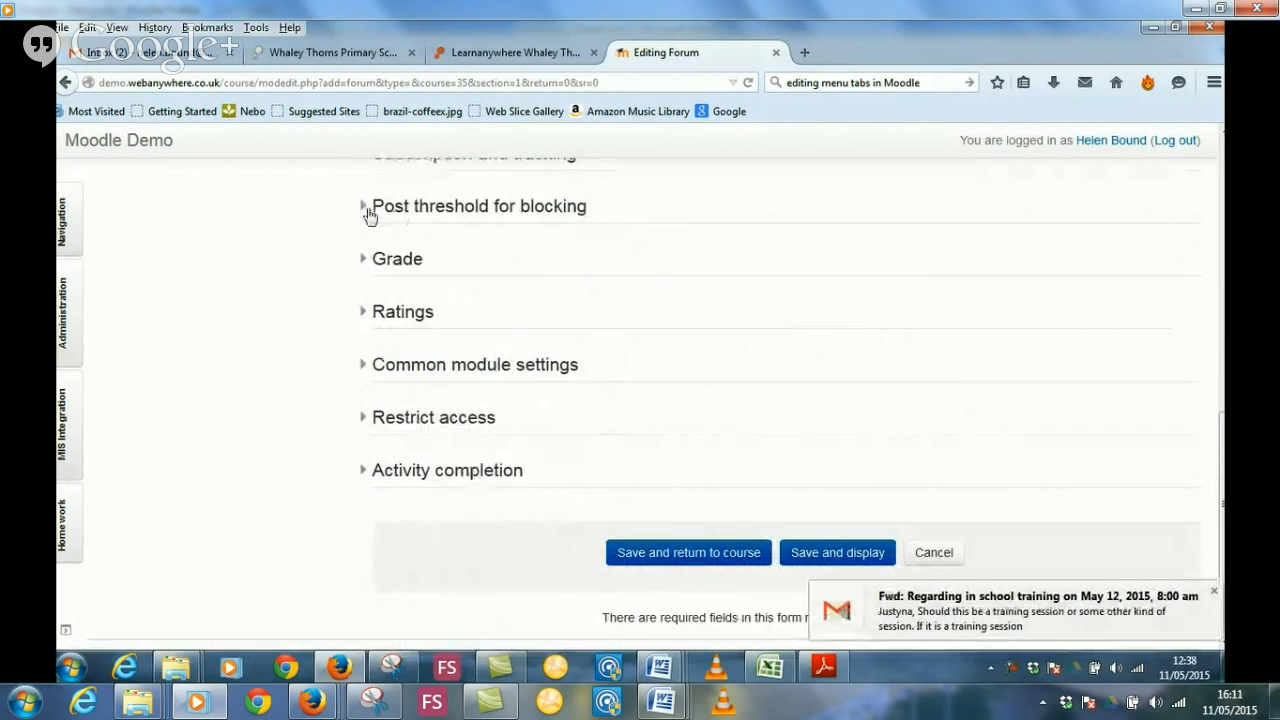 File Edit View History Bookmarks Tools Help
Google+
Whaley Thorns Primary Sc...
Learnanywhere Whaley Th...
Editing Forum
demo.webanywhere.co.uk/course/modedit.php?add=forum&type=&course=35&section=1&return=0&sr=0
editing menu tabs in Moodle
Most Visited Getting Started Nebo Suggested Sites brazil-coffeex.jpg Web Slice Gallery Amazon Music Library Google
Moodle Demo
You are logged in as Helen Bound (Log out)
Navigation
Administration
MIS Integration
Homework
Post threshold for blocking
Grade
Ratings
Common module settings
Restrict access
Activity completion
Save and return to course Save and display Cancel
There are required fields in this form
Fwd: Regarding in school training on May 12, 2015, 8:00 am
Justyna, Should this be a training session or some other kind of
session. If it is a training session
FS
12:38
11/05/2015
FS
16:11
11/05/2015